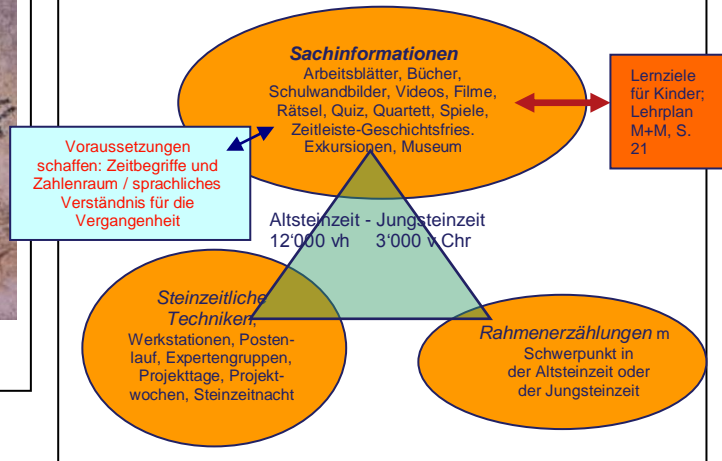 Sachinformationen
Arbeitsblätter, Bücher,
Schulwandbilder, Videos, Filme,
Rätsel, Quiz, Quartett, Spiele,
Zeitleiste-Geschichtsfries.
Exkursionen, Museum
Lernziele
für Kinder;
Lehrplan
M+M, S.
21
Voraussetzungen
schaffen: Zeitbegriffe und
Zahlenraum / sprachliches
Verständnis für die
Vergangenheit
Altsteinzeit - Jungsteinzeit
12‘000 vh 3‘000 v Chr
Steinzeitliche
Techniken,
Werkstationen, Posten-
lauf, Expertengruppen,
Projekttage, Projekt-
wochen, Steinzeitnacht
Rahmenerzählungen m
Schwerpunkt in
der Altsteinzeit oder
der Jungsteinzeit